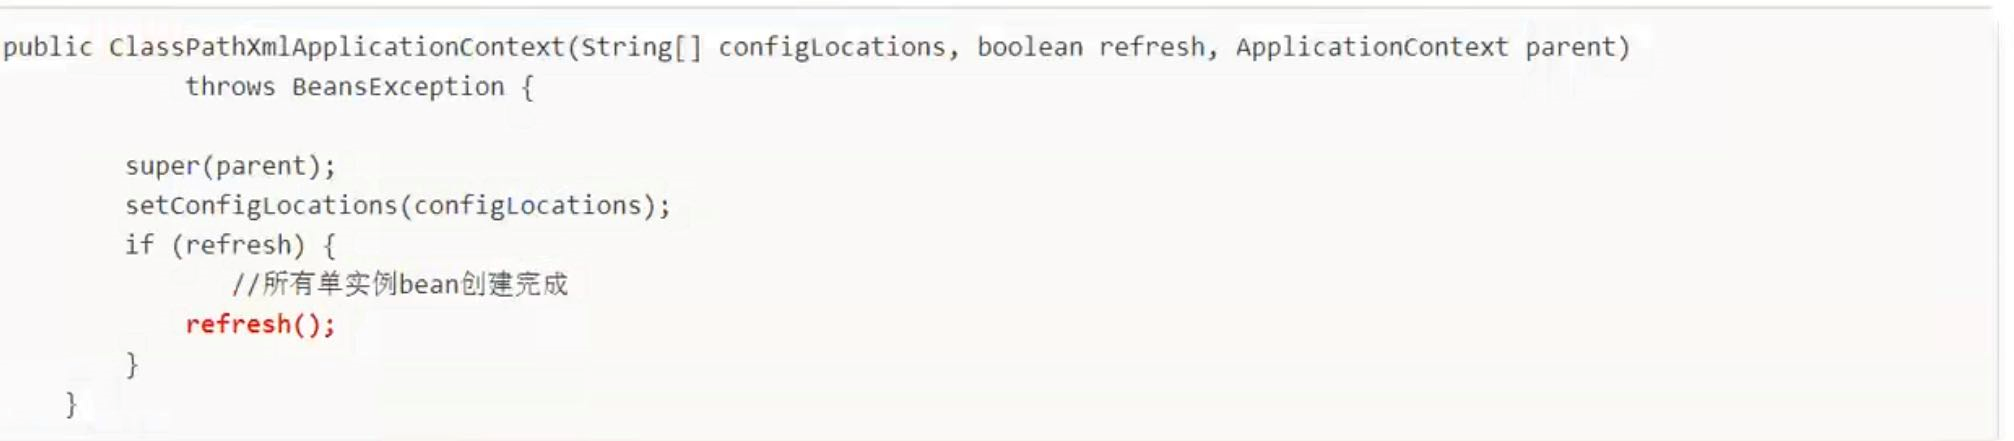 public ClassPathXmlApplicationContext(String[] configLocations, boolean refresh, ApplicationContext parent)
throws BeansException {
super(parent);
setConfigLocations(configLocations);
if (refresh) {
//所有单实例bean创建完成
refresh();
}
}